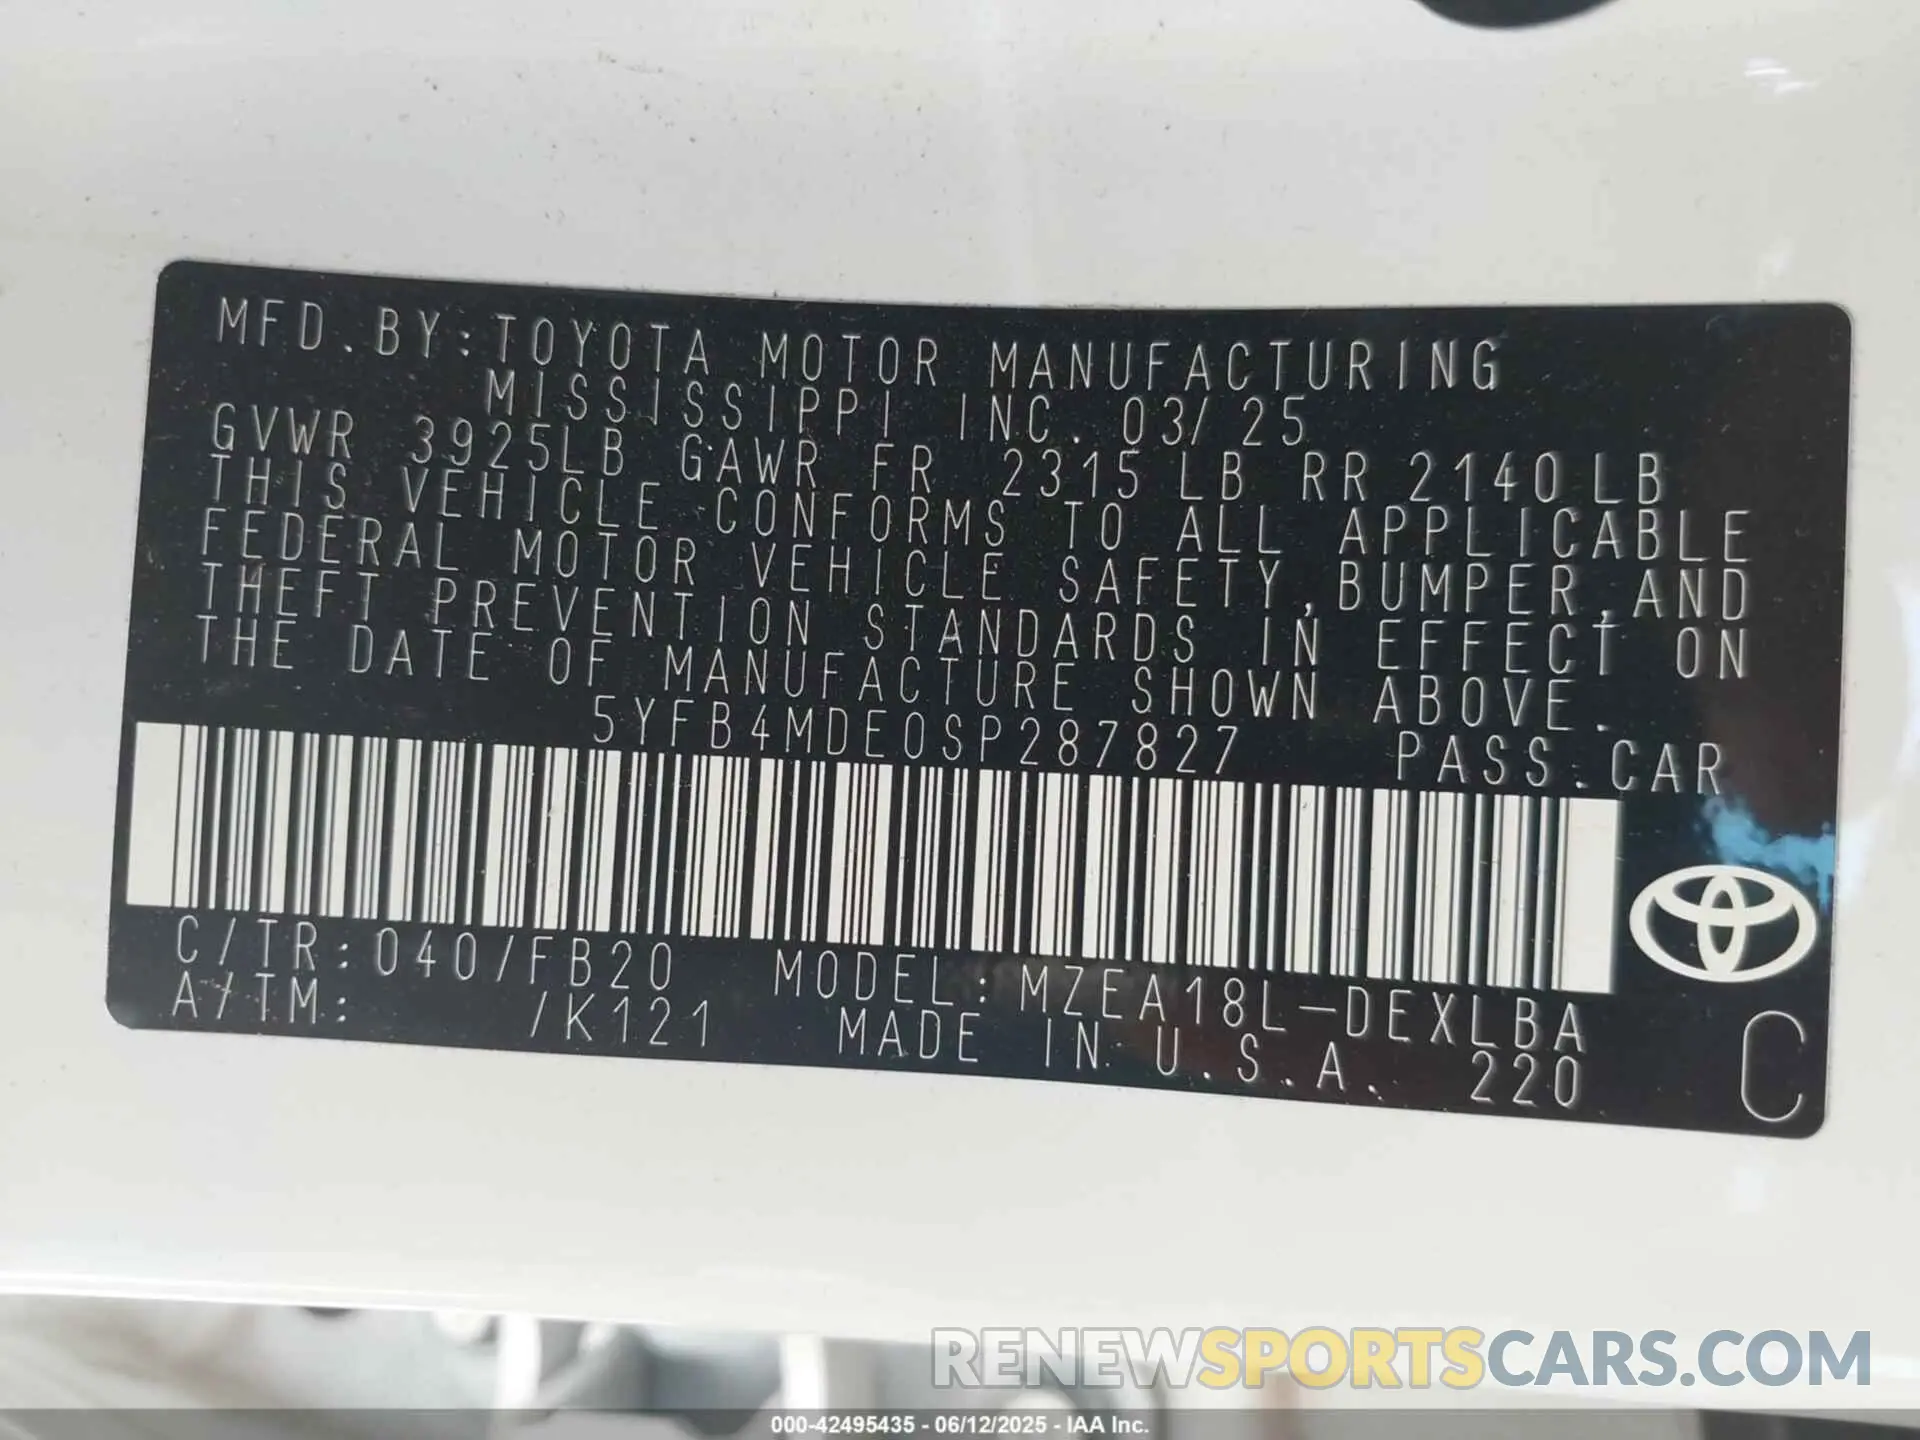 MFD.BY:TOYOTA MOTOR MANUFACTURING
MISSISSIPPI INC. 03/25
GVWR 3925LB GAWR FR 2315LB RR 2140LB
THIS VEHICLE CONFORMS TO ALL APPLICABLE
FEDERAL MOTOR VEHICLE SAFETY,BUMPER,AND
THEFT PREVENTION STANDARDS IN EFFECT ON
THE DATE OF MANUFACTURE SHOWN ABOVE.
5YFB4MDE0SP287827 PASS.CAR
C/TR:040/FB20 MODEL:MZEA18L-DEXLBA
A/TM: /K121 MADE IN U.S.A. 220
C
RENEWSPORTSCARS.COM
000-42495435 - 06/12/2025 - IAA Inc.